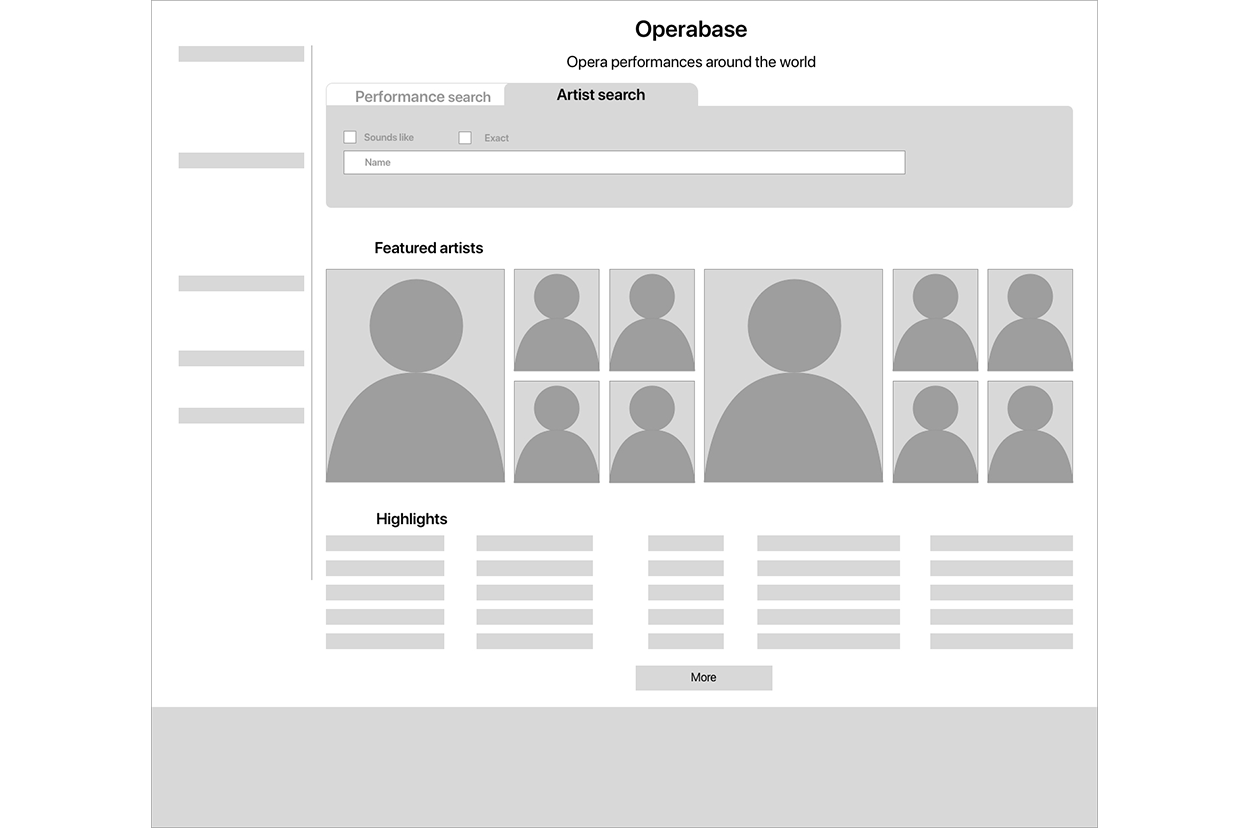 Operabase
Opera performances around the world
Performance search
Artist search
Sounds like
Exact
Name
Featured artists
Highlights
More